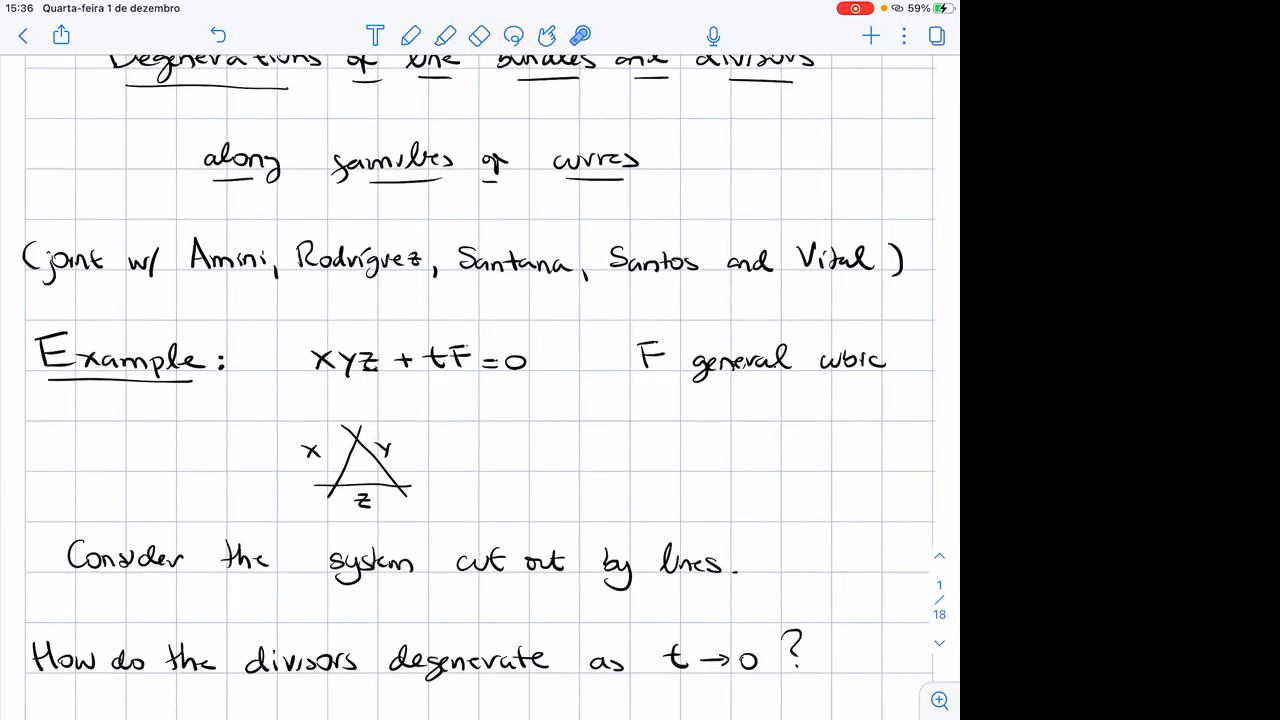 15:36 Quarta-feira 1 de dezembro 59%
Degenerations of line bundles and divisors
along families of curves
(joint w/ Amini, Rodríguez, Santana, Santos and Vital)
Example: xyz + tF = 0 F general cubic
x y
z
Consider the system cut out by lines.
1
/
18
How do the divisors degenerate as t → 0 ?